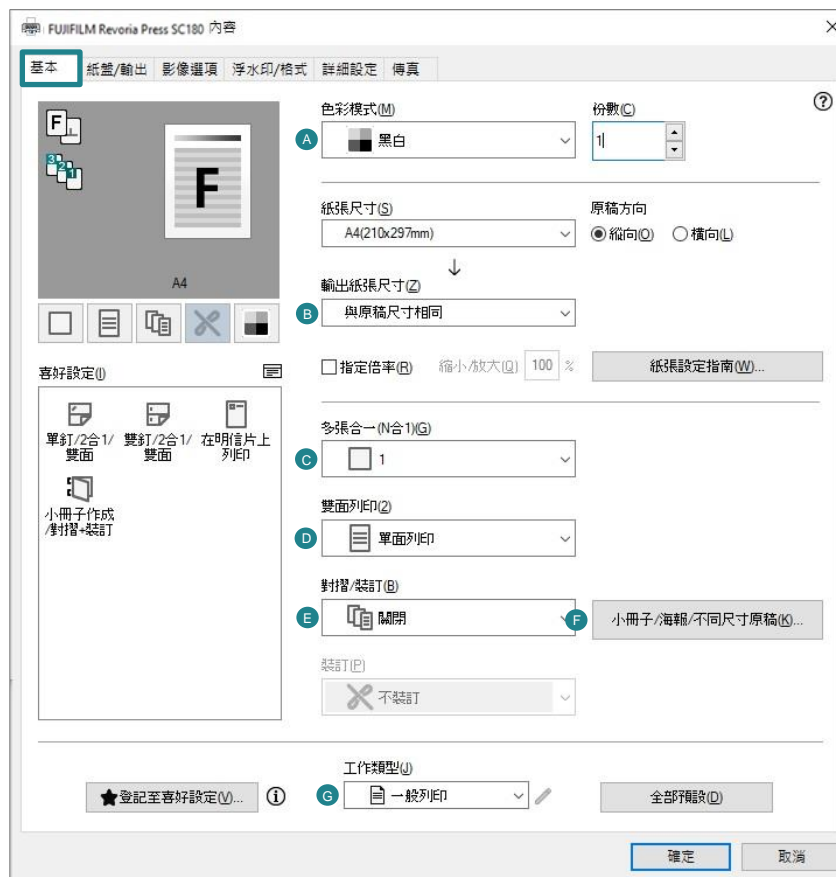 FUJIFILM Revoria Press SC180 內容
基本
紙盤/輸出
影像選項
浮水印/格式
詳細設定
傳真
F
F
3 2 1
A4
喜好設定(I)
單釘/2合1/
雙面
雙釘/2合1/
雙面
在明信片上
列印
小冊子作成
/對摺+裝訂
色彩模式(M)
A
黑白
份數(C)
1
紙張尺寸(S)
A4(210x297mm)
原稿方向
縱向(O)
橫向(L)
輸出紙張尺寸(Z)
B
與原稿尺寸相同
指定倍率(R)
縮小/放大(Q)
100
%
紙張設定指南(W)...
多張合一(N合1)(G)
C
1
雙面列印(2)
D
單面列印
對摺/裝訂(B)
E
關閉
F
小冊子/海報/不同尺寸原稿(K)...
裝訂(P)
不裝訂
登記至喜好設定(V)...
工作類型(J)
G
一般列印
全部預設(D)
確定
取消